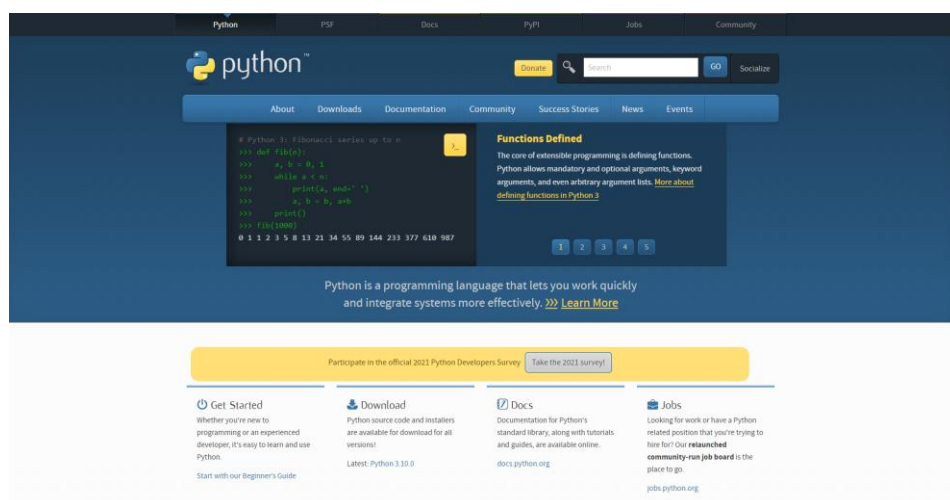 Python PSF Docs PyPI Jobs Community
python™
Donate Search GO Socialize
About Downloads Documentation Community Success Stories News Events
# Python 3: Fibonacci series up to n
>>> def fib(n):
>>>     a, b = 0, 1
>>>     while a < n:
>>>         print(a, end=' ')
>>>         a, b = b, a+b
>>>     print()
>>> fib(1000)
0 1 1 2 3 5 8 13 21 34 55 89 144 233 377 610 987
>_
Functions Defined
The core of extensible programming is defining functions.
Python allows mandatory and optional arguments, keyword
arguments, and even arbitrary argument lists. More about
defining functions in Python 3
1 2 3 4 5
Python is a programming language that lets you work quickly
and integrate systems more effectively. >>> Learn More
Participate in the official 2021 Python Developers Survey Take the 2021 survey!
Get Started
Whether you're new to
programming or an experienced
developer, it's easy to learn and use
Python.
Start with our Beginner's Guide
Download
Python source code and installers
are available for download for all
versions!
Latest: Python 3.10.0
Docs
Documentation for Python's
standard library, along with tutorials
and guides, are available online.
docs.python.org
Jobs
Looking for work or have a Python
related position that you're trying to
hire for? Our relaunched
community-run job board is the
place to go.
jobs.python.org